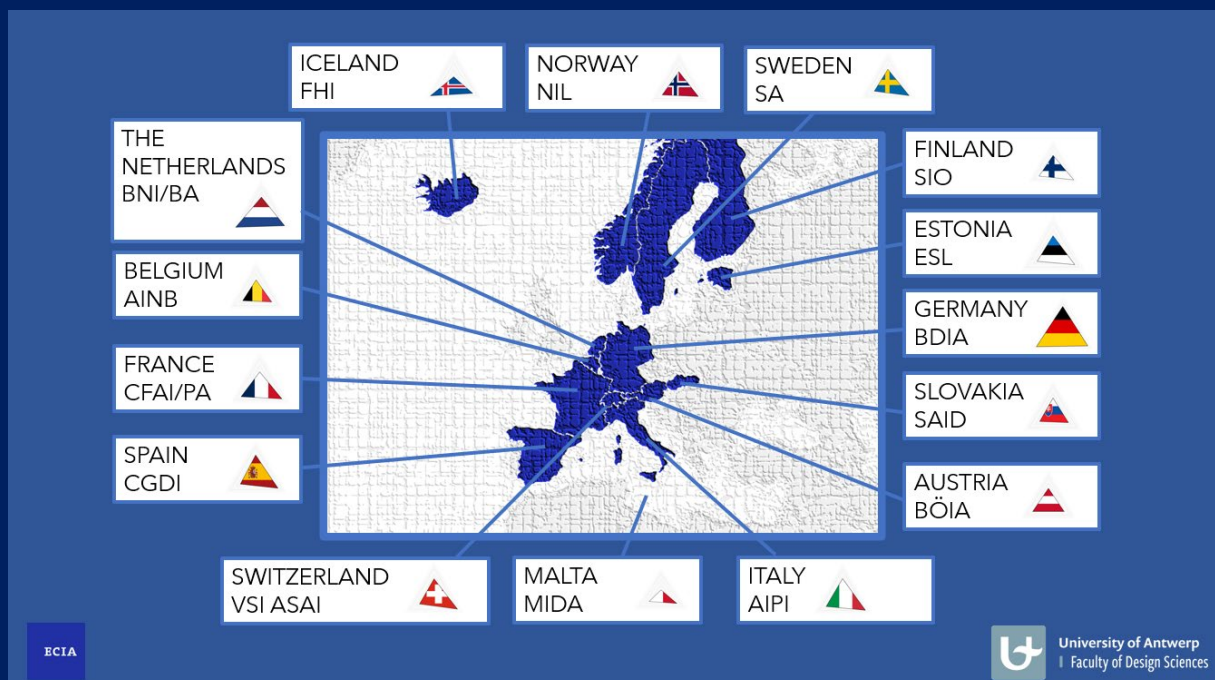 ICELAND
FHI
NORWAY
NIL
SWEDEN
SA
THE
NETHERLANDS
BNI/BA
FINLAND
SIO
BELGIUM
AINB
ESTONIA
ESL
FRANCE
CFAI/PA
GERMANY
BDIA
SPAIN
CGDI
SLOVAKIA
SAID
AUSTRIA
BÖIA
SWITZERLAND
VSI ASAI
MALTA
MIDA
ITALY
AIPI
ECIA
University of Antwerp
Faculty of Design Sciences